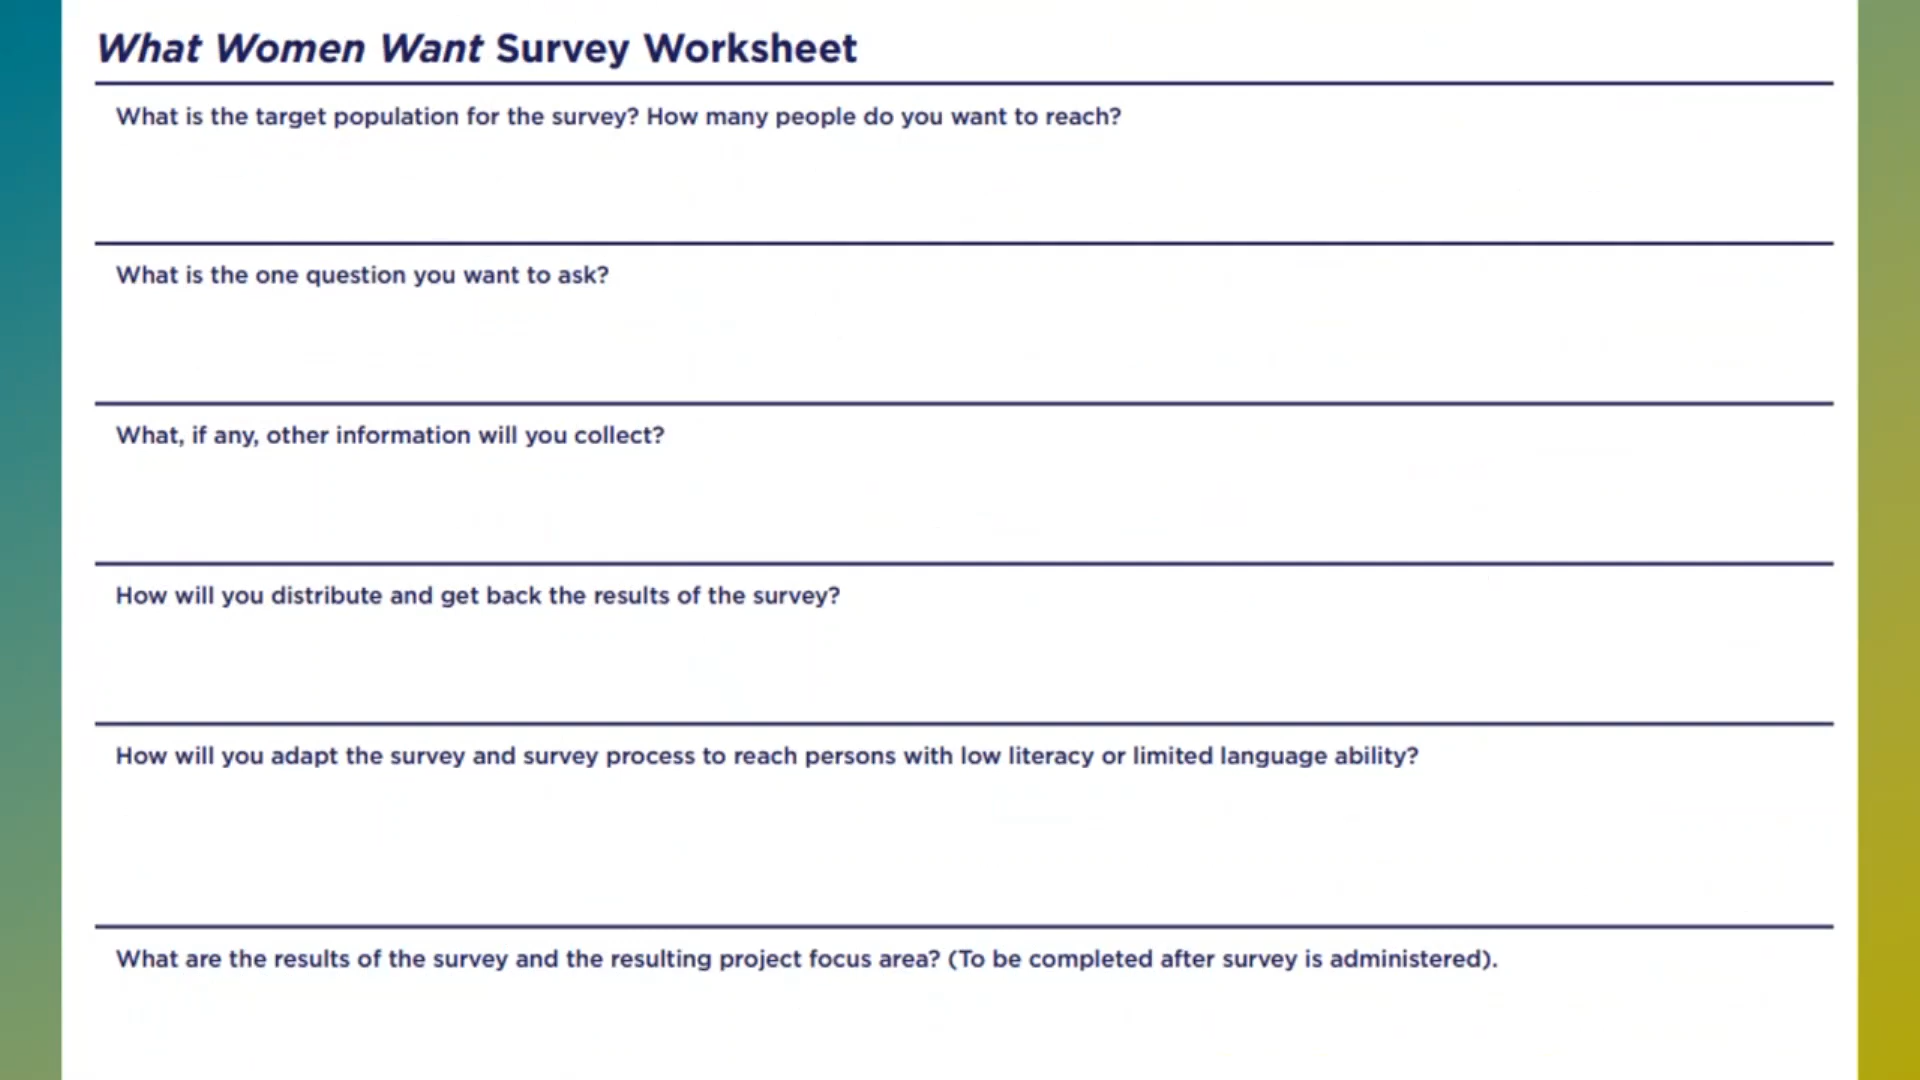 What Women Want Survey Worksheet
What is the target population for the survey? How many people do you want to reach?
What is the one question you want to ask?
What, if any, other information will you collect?
How will you distribute and get back the results of the survey?
How will you adapt the survey and survey process to reach persons with low literacy or limited language ability?
What are the results of the survey and the resulting project focus area? (To be completed after survey is administered).